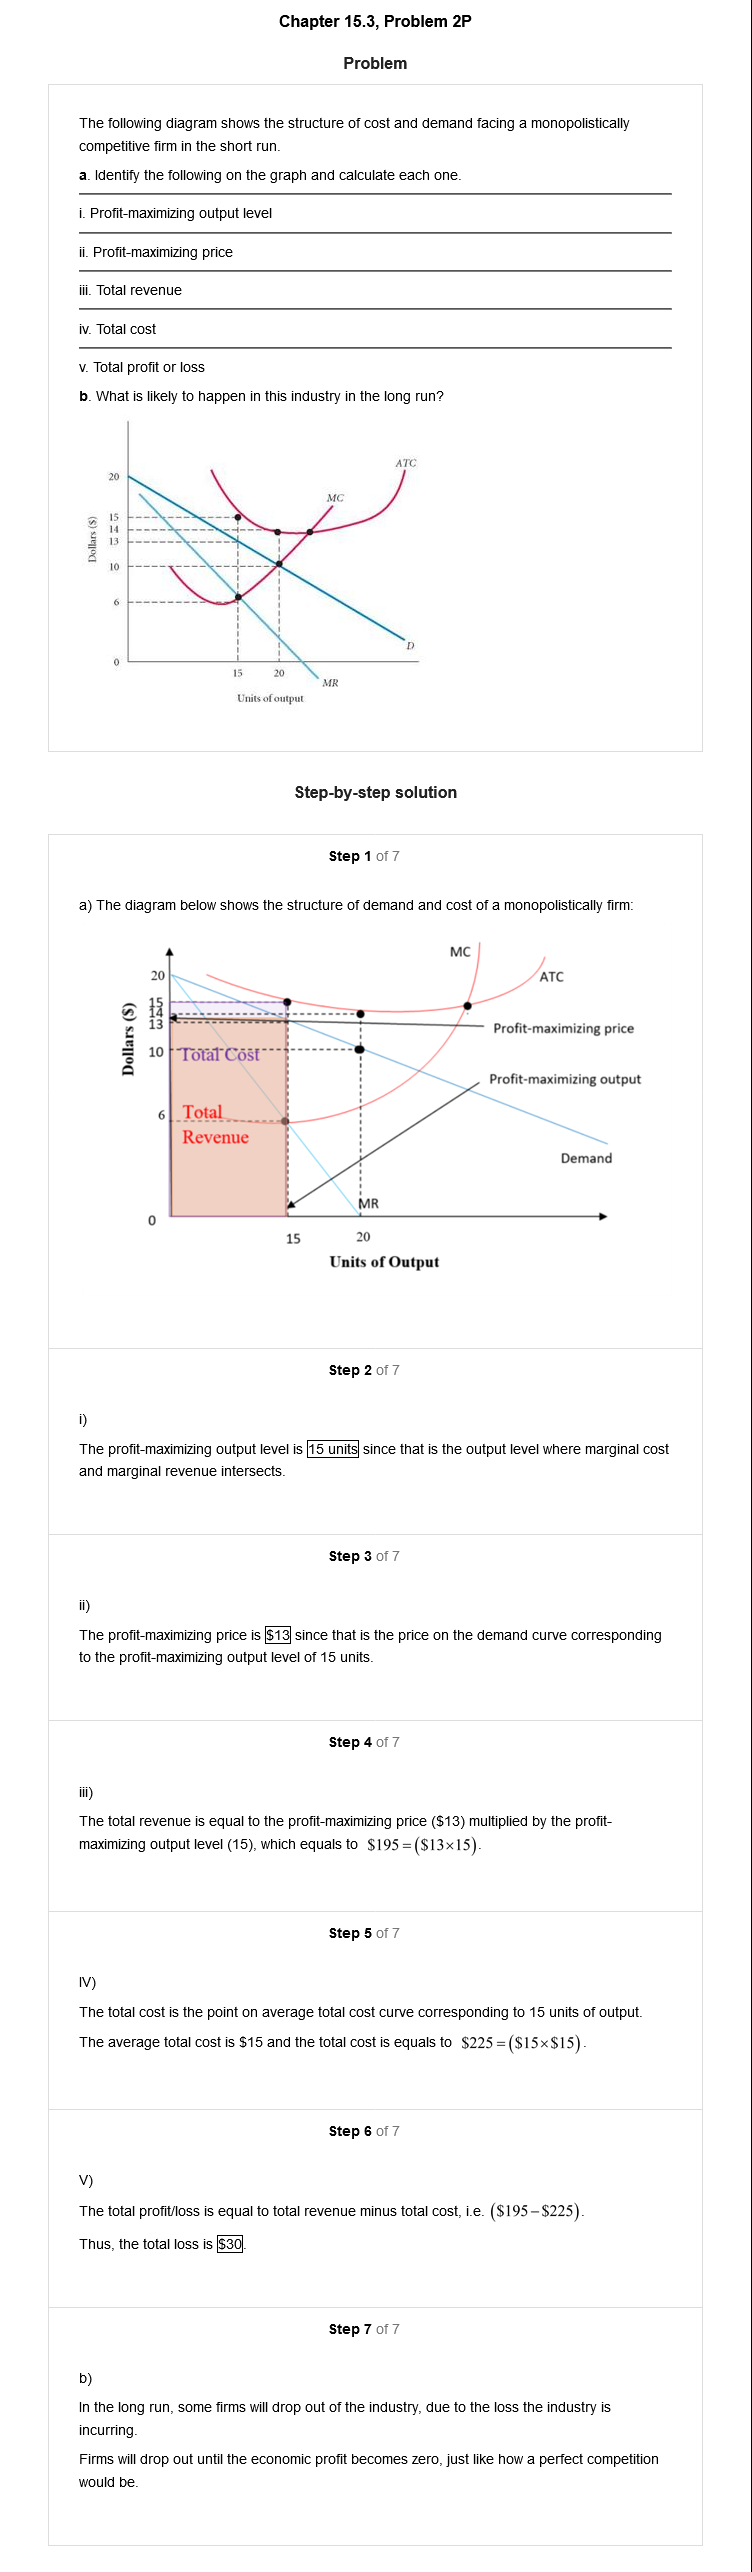 Chapter 15.3, Problem 2P
Problem
The following diagram shows the structure of cost and demand facing a monopolistically
competitive firm in the short run.
a. Identify the following on the graph and calculate each one.
i. Profit-maximizing output level
ii. Profit-maximizing price
iii. Total revenue
iv. Total cost
v. Total profit or loss
b. What is likely to happen in this industry in the long run?
ATC
20
MC
15
14
13
Dollars ($)
10
6
D
0
15
20
MR
Units of output
Step-by-step solution
Step 1 of 7
a) The diagram below shows the structure of demand and cost of a monopolistically firm:
MC
20
ATC
15
14
13
Dollars ($)
Profit-maximizing price
10
Total Cost
Profit-maximizing output
6
Total
Revenue
Demand
MR
0
15
20
Units of Output
Step 2 of 7
i)
The profit-maximizing output level is 15 units since that is the output level where marginal cost
and marginal revenue intersects.
Step 3 of 7
ii)
The profit-maximizing price is $13 since that is the price on the demand curve corresponding
to the profit-maximizing output level of 15 units.
Step 4 of 7
iii)
The total revenue is equal to the profit-maximizing price ($13) multiplied by the profit-
maximizing output level (15), which equals to $195=($13×15).
Step 5 of 7
IV)
The total cost is the point on average total cost curve corresponding to 15 units of output.
The average total cost is $15 and the total cost is equals to $225=($15×$15).
Step 6 of 7
V)
The total profit/loss is equal to total revenue minus total cost, i.e. ($195−$225).
Thus, the total loss is $30.
Step 7 of 7
b)
In the long run, some firms will drop out of the industry, due to the loss the industry is
incurring.
Firms will drop out until the economic profit becomes zero, just like how a perfect competition
would be.